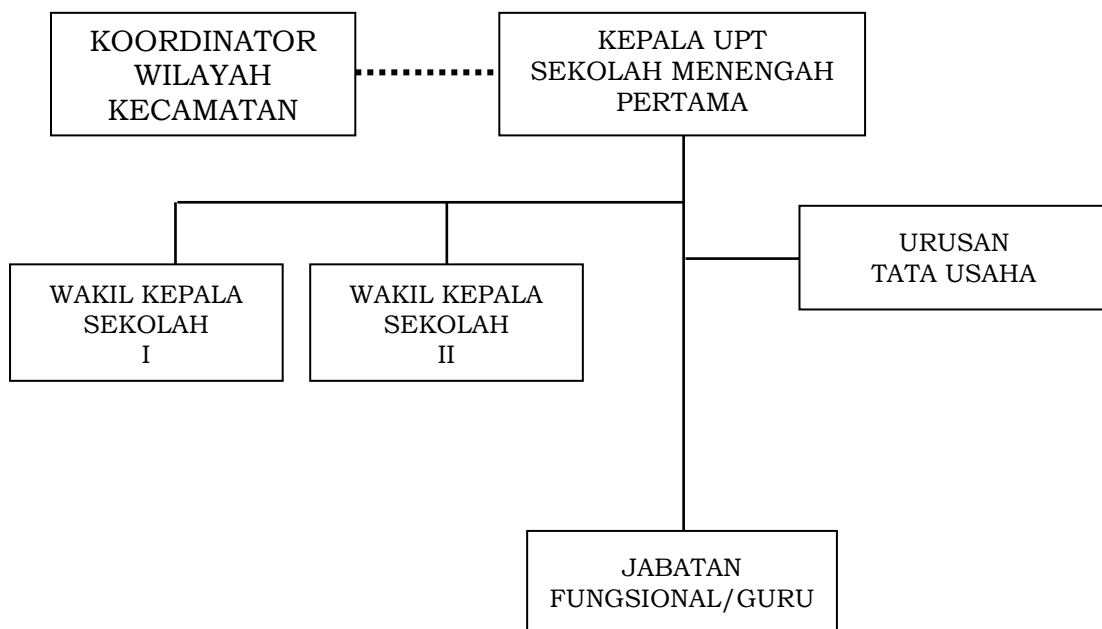 KOORDINATOR
WILAYAH
KECAMATAN
KEPALA UPT
SEKOLAH MENENGAH
PERTAMA
URUSAN
TATA USAHA
WAKIL KEPALA
SEKOLAH
I
WAKIL KEPALA
SEKOLAH
II
JABATAN
FUNGSIONAL/GURU